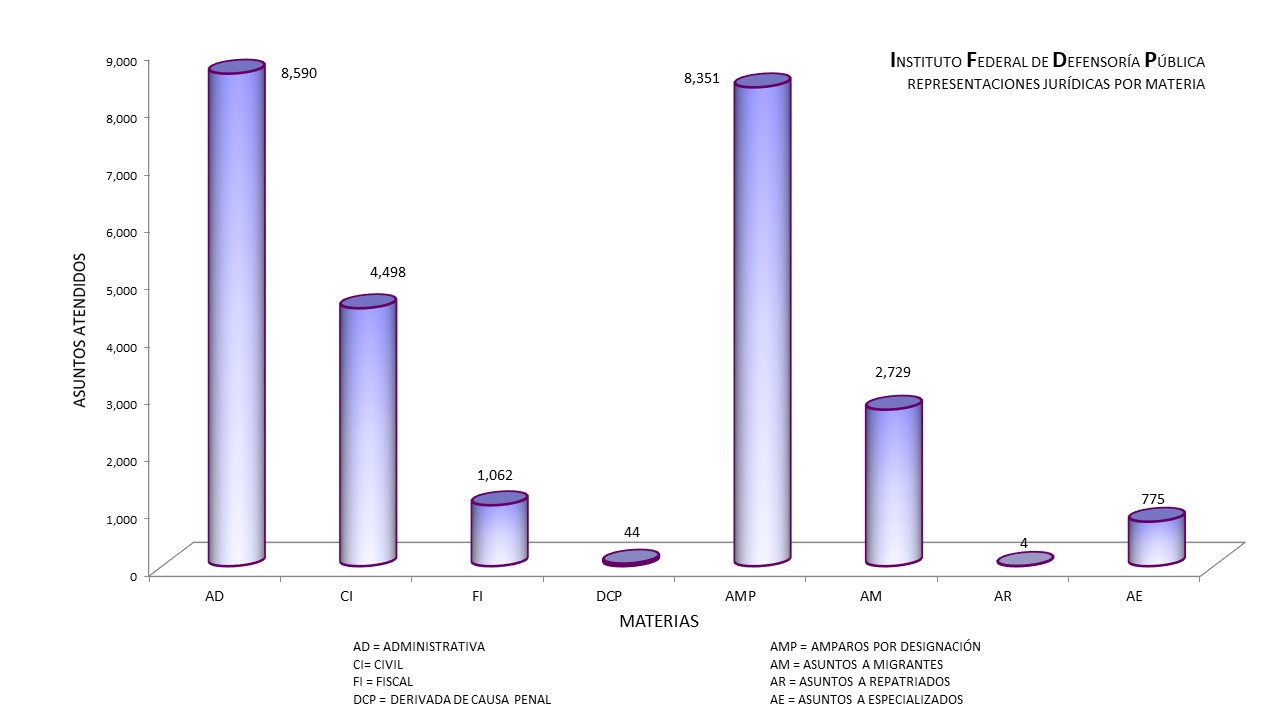 INSTITUTO FEDERAL DE DEFENSORÍA PÚBLICA
REPRESENTACIONES JURÍDICAS POR MATERIA
ASUNTOS ATENDIDOS
9,000
8,000
7,000
6,000
5,000
4,000
3,000
2,000
1,000
0
8,590
4,498
1,062
44
8,351
2,729
4
775
AD CI FI DCP AMP AM AR AE
MATERIAS
AD = ADMINISTRATIVA
CI= CIVIL
FI = FISCAL
DCP = DERIVADA DE CAUSA PENAL
AMP = AMPAROS POR DESIGNACIÓN
AM = ASUNTOS A MIGRANTES
AR = ASUNTOS A REPATRIADOS
AE = ASUNTOS A ESPECIALIZADOS